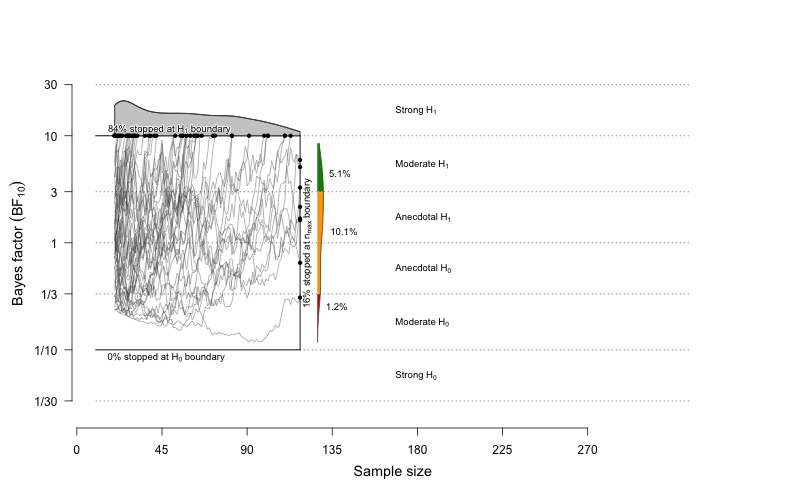 30
Strong H₁
84% stopped at H₁ boundary
10
5.1%
Moderate H₁
3
16% stopped at nmax boundary
10.1%
Anecdotal H₁
1
Anecdotal H₀
1/3
1.2%
Moderate H₀
1/10
0% stopped at H₀ boundary
Strong H₀
1/30
Bayes factor (BF₁₀)
0 45 90 135 180 225 270
Sample size